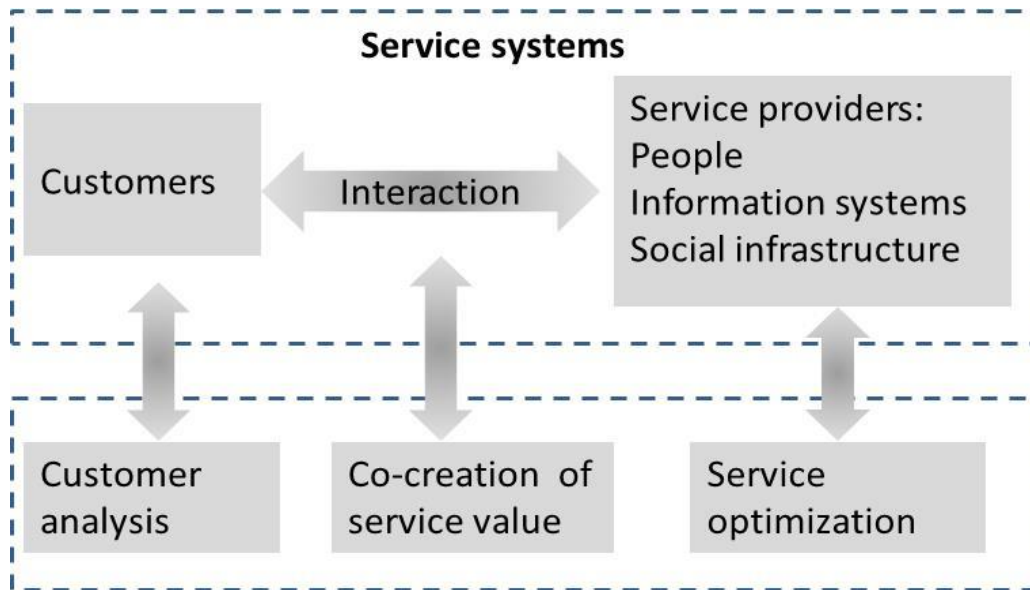 Service systems
Customers
Interaction
Service providers:
People
Information systems
Social infrastructure
Customer
analysis
Co-creation of
service value
Service
optimization